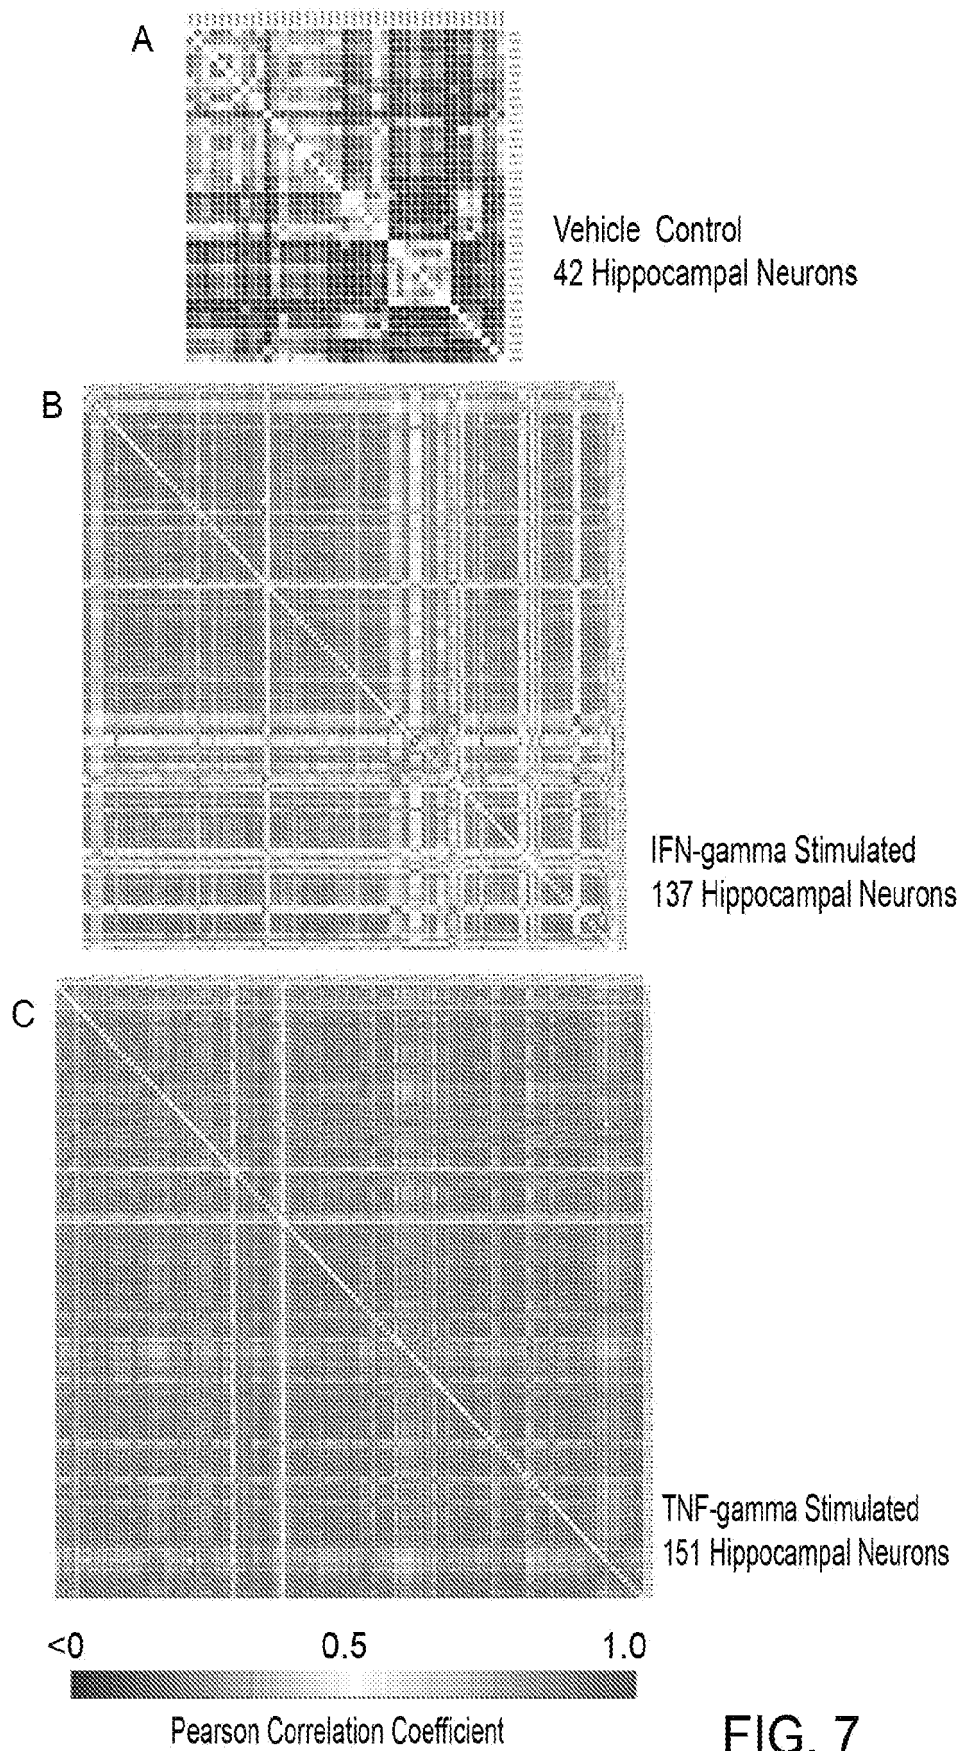 A
Vehicle Control
42 Hippocampal Neurons
B
IFN-gamma Stimulated
137 Hippocampal Neurons
C
TNF-gamma Stimulated
151 Hippocampal Neurons
<0 0.5 1.0
Pearson Correlation Coefficient
FIG. 7